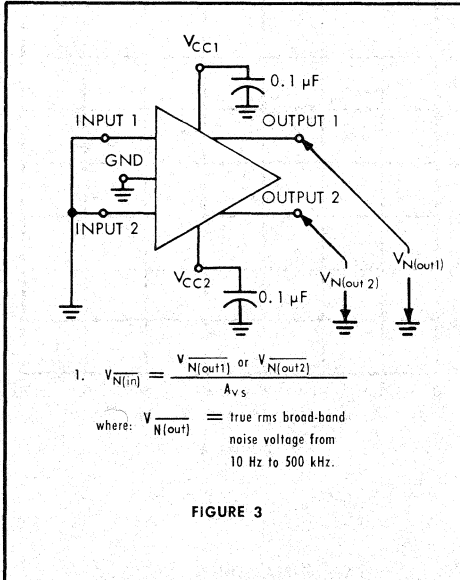 VCC1
0.1 µF
INPUT 1
OUTPUT 1
GND
OUTPUT 2
INPUT 2
VN(out 2)
VN(out1)
VCC2
0.1 µF
1. VN(in) = VN(out1) or VN(out2)
AVS
where: VN(out) = true rms broad-band
noise voltage from
10 Hz to 500 kHz.
FIGURE 3